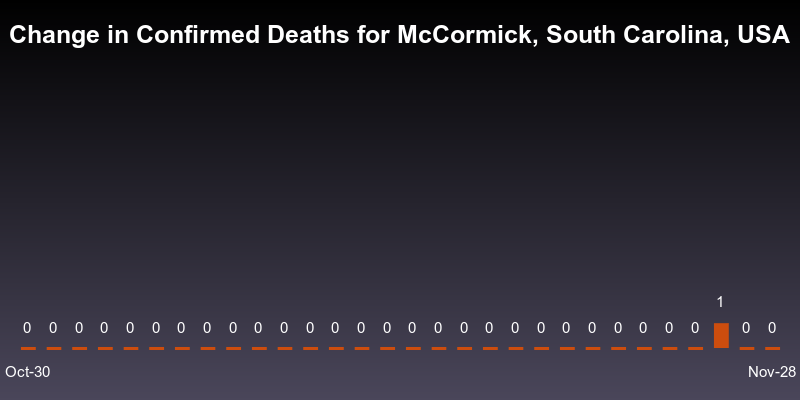 Change in Confirmed Deaths for McCormick, South Carolina, USA
1
0 0 0 0 0 0 0 0 0 0 0 0 0 0 0 0 0 0 0 0 0 0 0 0 0 0 0 0 0
Oct-30 Nov-28